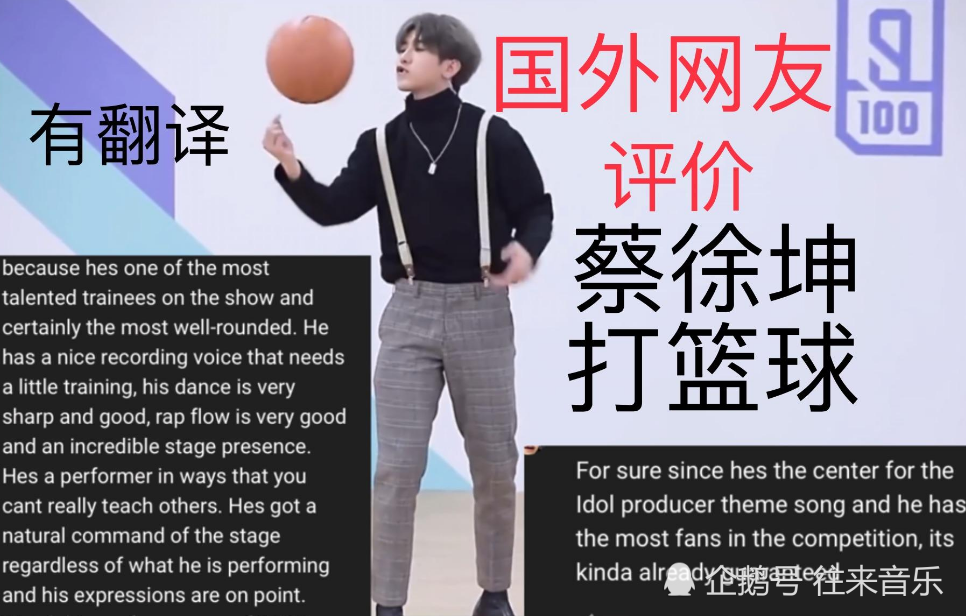 国外网友
评价
蔡徐坤
打篮球
有翻译
100
because hes one of the most
talented trainees on the show and
certainly the most well-rounded. He
has a nice recording voice that needs
a little training, his dance is very
sharp and good, rap flow is very good
and an incredible stage presence.
Hes a performer in ways that you
cant really teach others. Hes got a
natural command of the stage
regardless of what he is performing
and his expressions are on point.
For sure since hes the center for the
Idol producer theme song and he has
the most fans in the competition, its
kinda already guaranteed
企鹅号 往来音乐